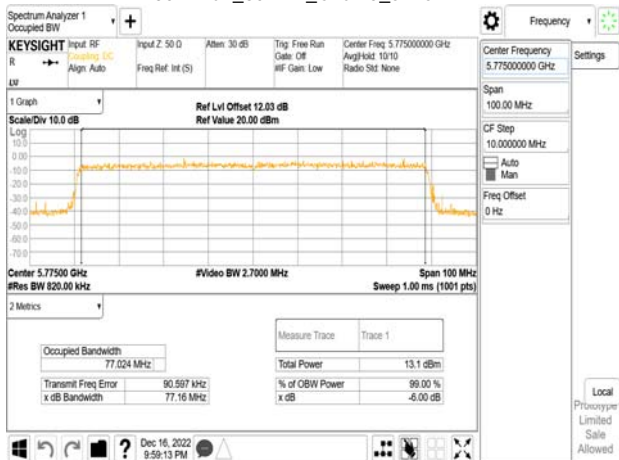 Spectrum Analyzer 1
Occupied BW
Frequency
KEYSIGHT
Input: RF
Input Z: 50 Ω
Atten: 30 dB
Trig: Free Run
Center Freq: 5.775000000 GHz
R
Coupling: DC
Gate: Off
Avg|Hold: 10/10
Align: Auto
Freq Ref: Int (S)
#IF Gain: Low
Radio Std: None
Center Frequency
5.775000000 GHz
Settings
Span
100.00 MHz
CF Step
10.000000 MHz
Auto
Man
Freq Offset
0 Hz
1 Graph
Ref Lvl Offset 12.03 dB
Scale/Div 10.0 dB
Ref Value 20.00 dBm
Log
10.0
0.00
-10.0
-20.0
-30.0
-40.0
-50.0
-60.0
-70.0
Center 5.77500 GHz
#Video BW 2.7000 MHz
Span 100 MHz
#Res BW 820.00 kHz
Sweep 1.00 ms (1001 pts)
2 Metrics
Measure Trace
Trace 1
Occupied Bandwidth
77.024 MHz
Total Power
13.1 dBm
Transmit Freq Error
90.597 kHz
% of OBW Power
99.00 %
x dB Bandwidth
77.16 MHz
x dB
-6.00 dB
Local
Prototype
Limited
Sale
Allowed
Dec 16, 2022
9:59:13 PM